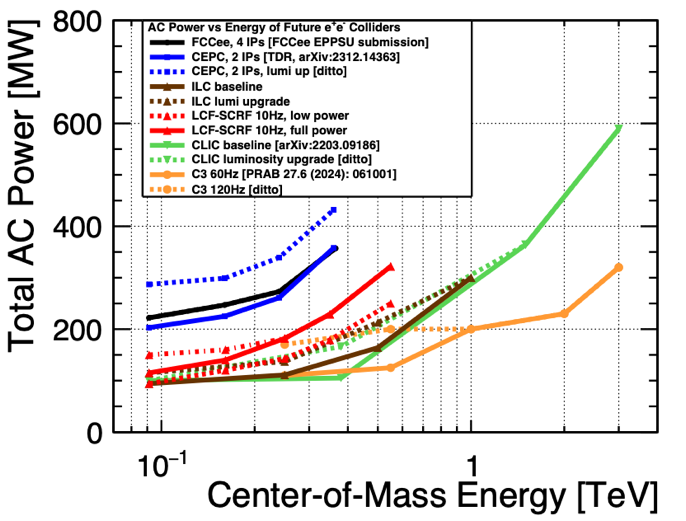 800
600
400
200
0
Total AC Power [MW]
AC Power vs Energy of Future e⁺e⁻ Colliders
FCCee, 4 IPs [FCCee EPPSU submission]
CEPC, 2 IPs [TDR, arXiv:2312.14363]
CEPC, 2 IPs, lumi up [ditto]
ILC baseline
ILC lumi upgrade
LCF-SCRF 10Hz, low power
LCF-SCRF 10Hz, full power
CLIC baseline [arXiv:2203.09186]
CLIC luminosity upgrade [ditto]
C3 60Hz [PRAB 27.6 (2024): 061001]
C3 120Hz [ditto]
10⁻¹ 1
Center-of-Mass Energy [TeV]